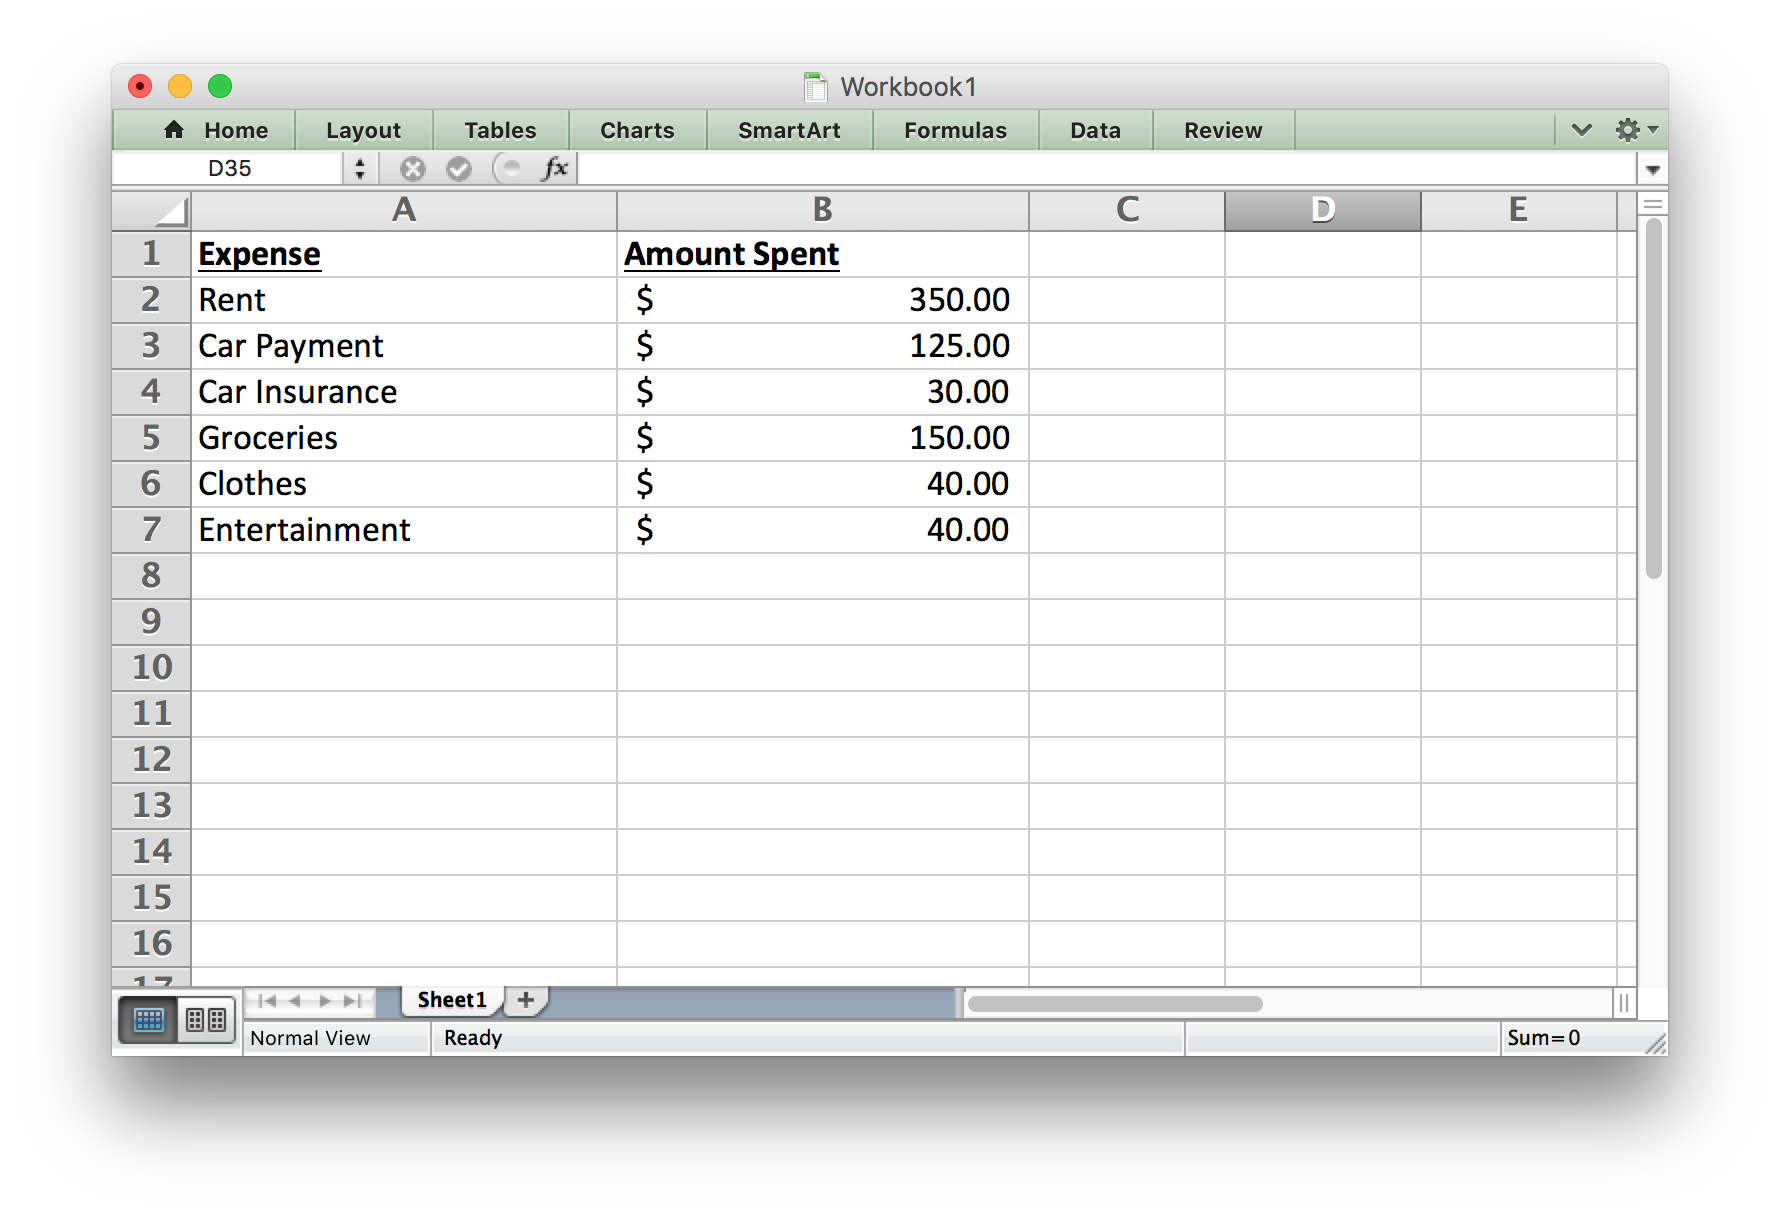 Workbook1
Home Layout Tables Charts SmartArt Formulas Data Review
D35 fx
A B C D E
1 Expense Amount Spent
2 Rent $ 350.00
3 Car Payment $ 125.00
4 Car Insurance $ 30.00
5 Groceries $ 150.00
6 Clothes $ 40.00
7 Entertainment $ 40.00
8
9
10
11
12
13
14
15
16
17
Sheet1 +
Normal View Ready Sum=0